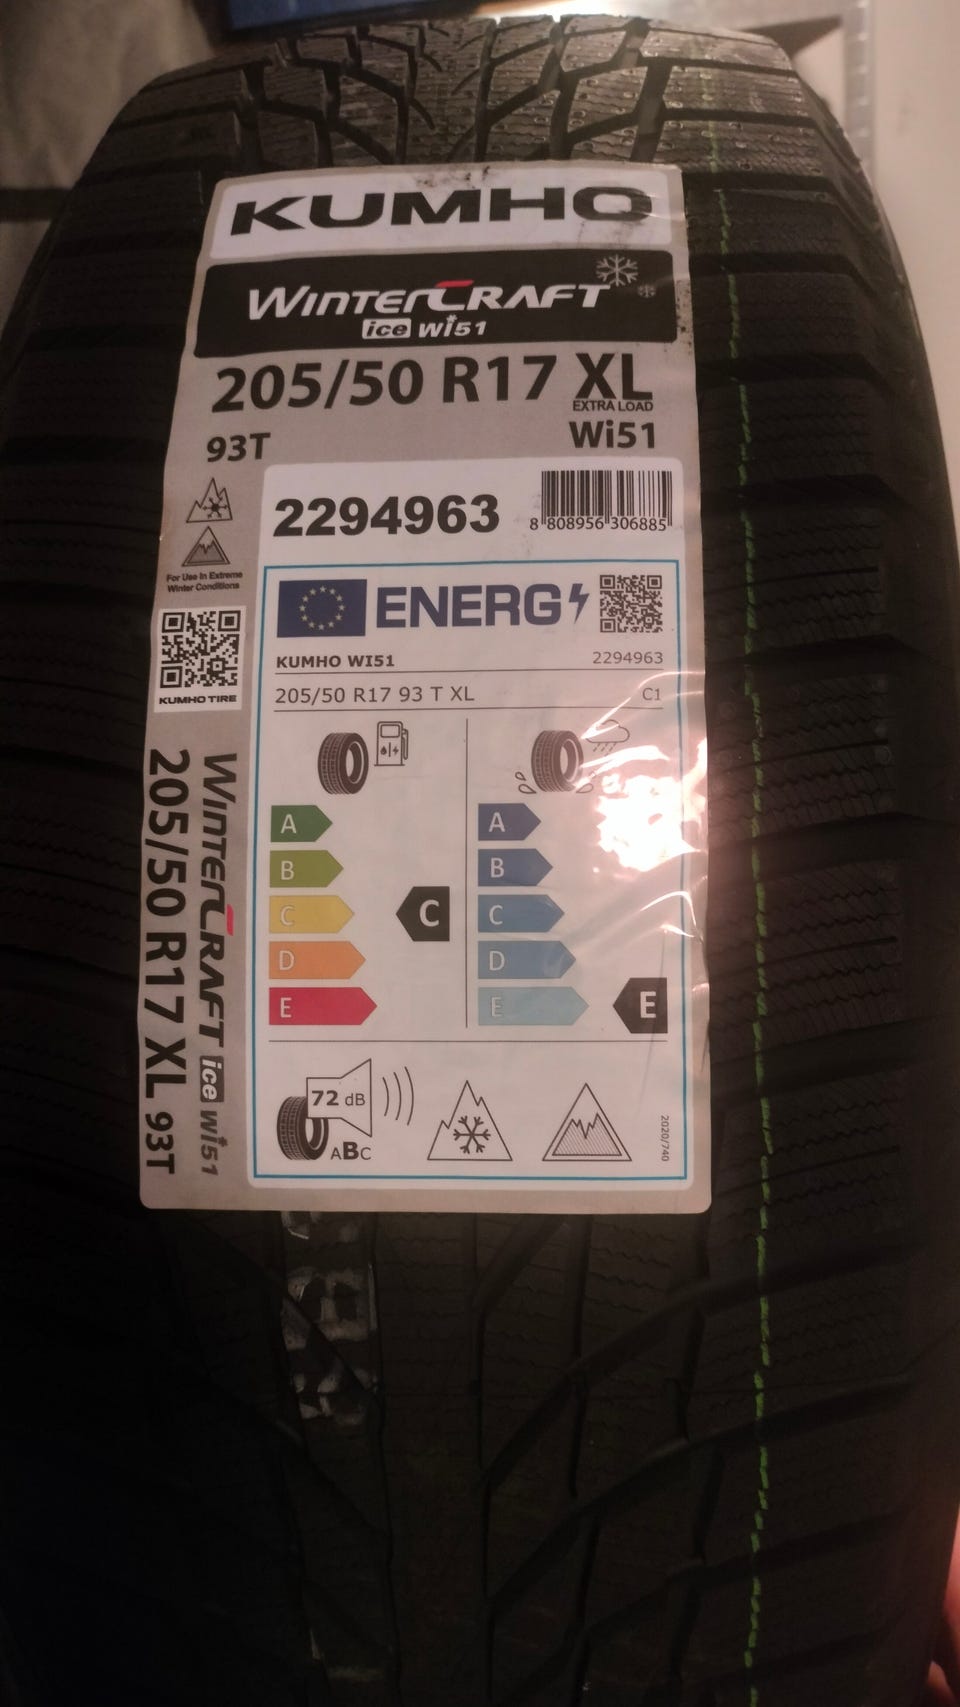 KUMHO
WINTERCRAFT
ice wi51
205/50 R17 XL
EXTRA LOAD
93T
Wi51
2294963
8 808956 306885
For Use In Extreme
Winter Conditions
KUMHO TIRE
ENERG
KUMHO WI51
2294963
205/50 R17 93 T XL
C1
A
B
C
D
E
C
A
B
C
D
E
E
72 dB
ABC
2020/740
WINTERCRAFT ice wi51
205/50 R17 XL 93T